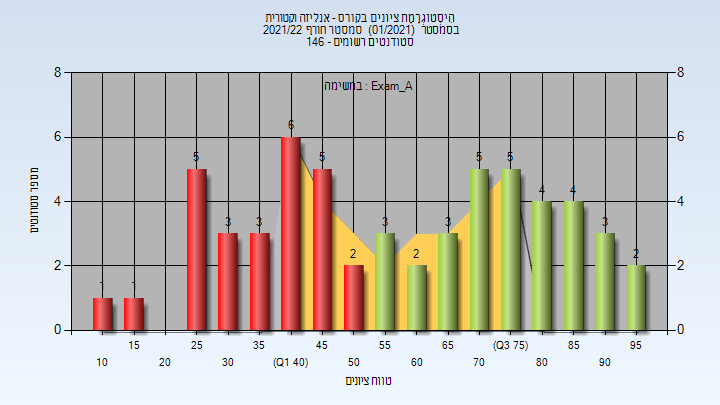 היסטוגרמת ציונים בקורס - אנליזה וקטורית
בסמסטר (01/2021) סמסטר חורף 2021/22
סטודנטים רשומים - 146
במשימה : Exam_A
מספר סטודנטים
8 8
6 6
4 4
2 2
0 0
1 1 5 3 3 6 5 2 3 2 3 5 5 4 4 3 2
15 25 35 45 55 65 (Q3 75) 85 95
10 20 30 (Q1 40) 50 60 70 80 90
טווח ציונים